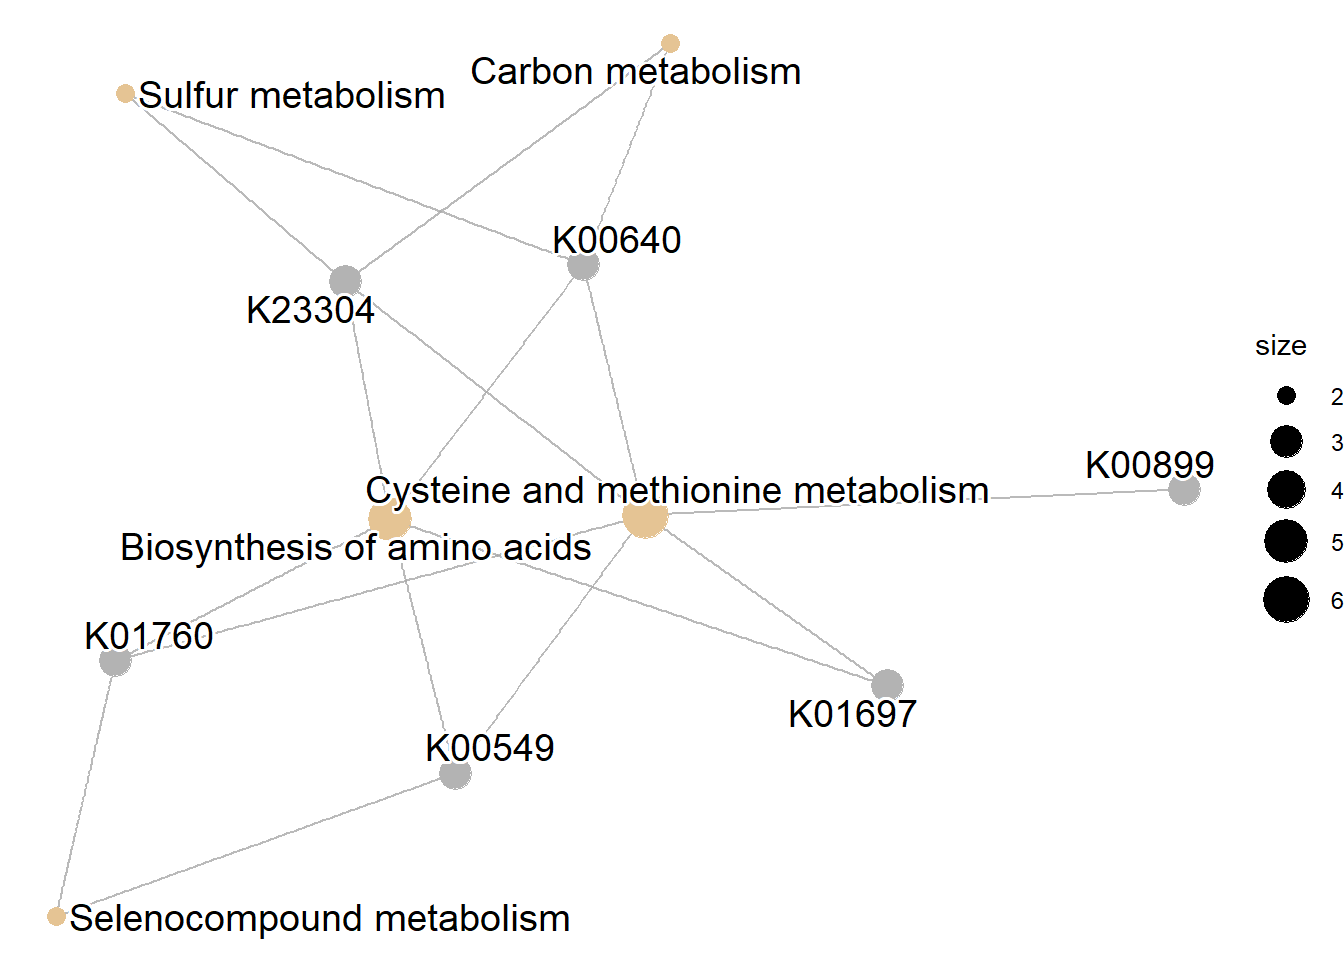 Carbon metabolism
Sulfur metabolism
K00640
K23304
size
2
3
4
5
6
K00899
Cysteine and methionine metabolism
Biosynthesis of amino acids
K01760
K01697
K00549
Selenocompound metabolism